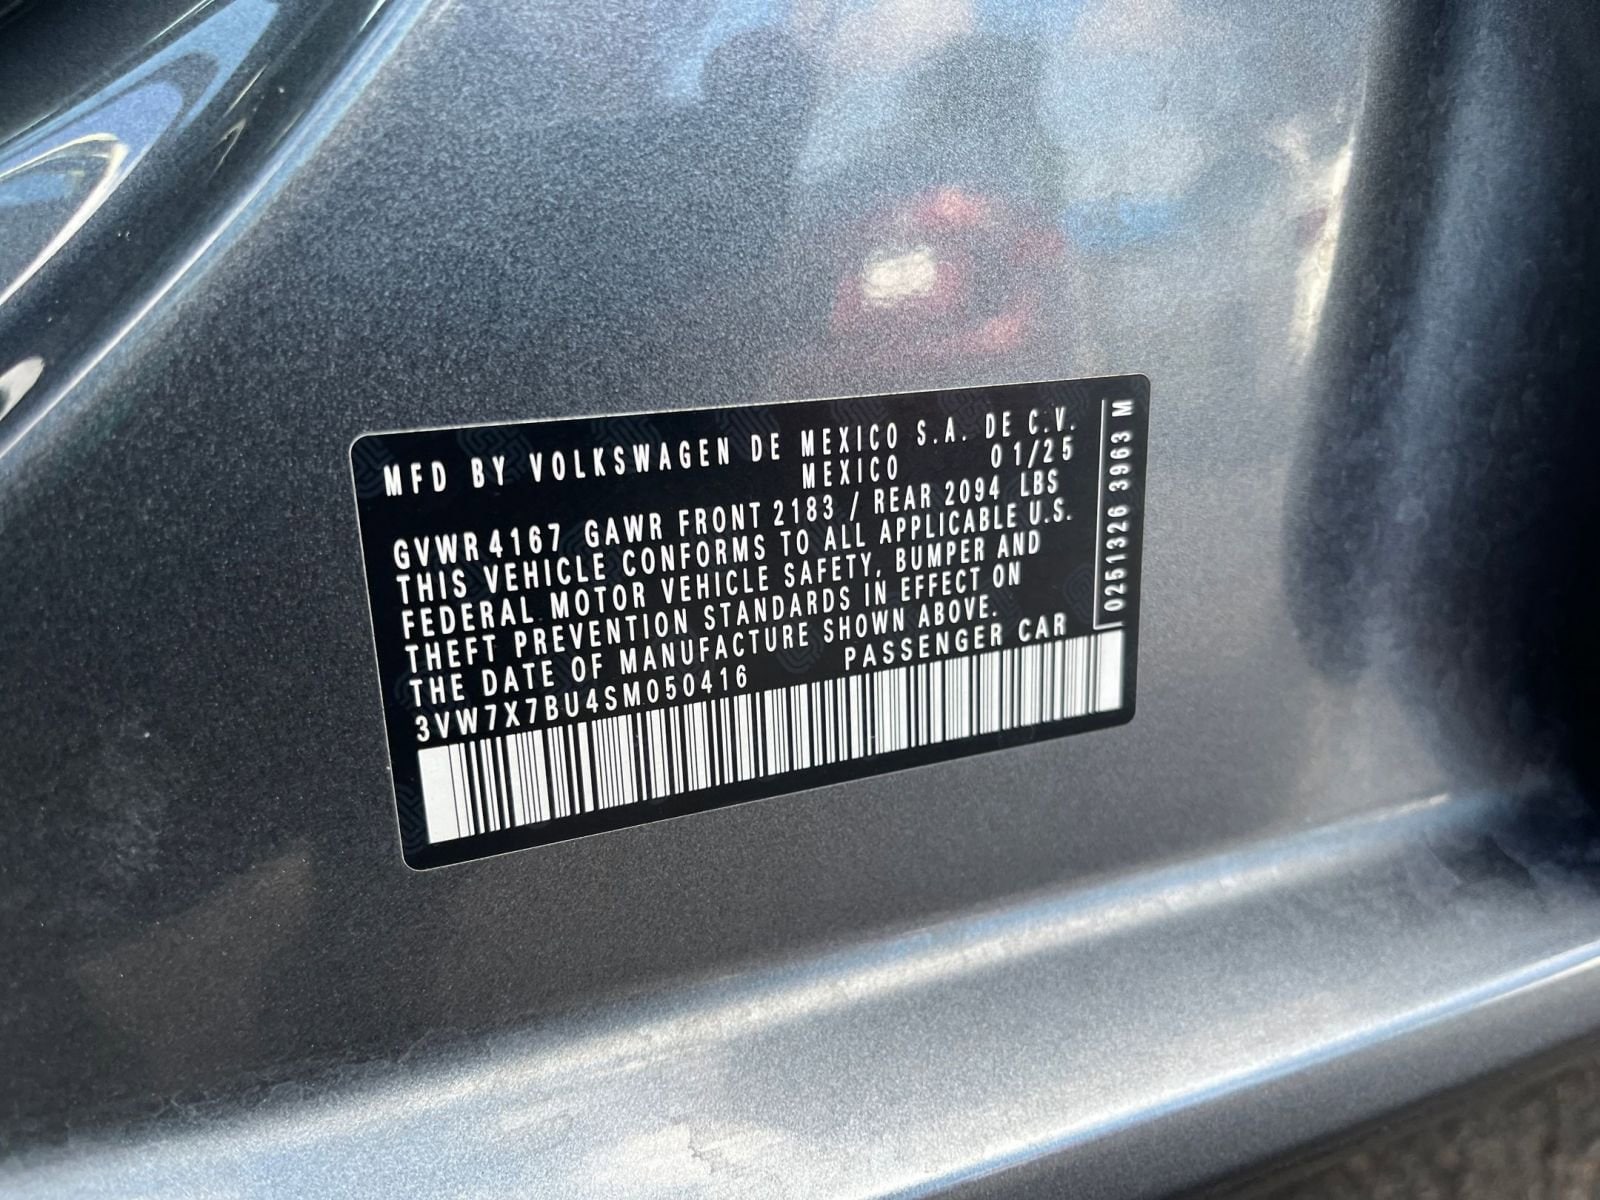 MFD BY VOLKSWAGEN DE MEXICO S.A. DE C.V.
MEXICO 01/25
GVWR 4167 GAWR FRONT 2183 / REAR 2094 LBS
THIS VEHICLE CONFORMS TO ALL APPLICABLE U.S.
FEDERAL MOTOR VEHICLE SAFETY, BUMPER AND
THEFT PREVENTION STANDARDS IN EFFECT ON
THE DATE OF MANUFACTURE SHOWN ABOVE.
3VW7X7BU4SM050416 PASSENGER CAR
0251326 3963 M